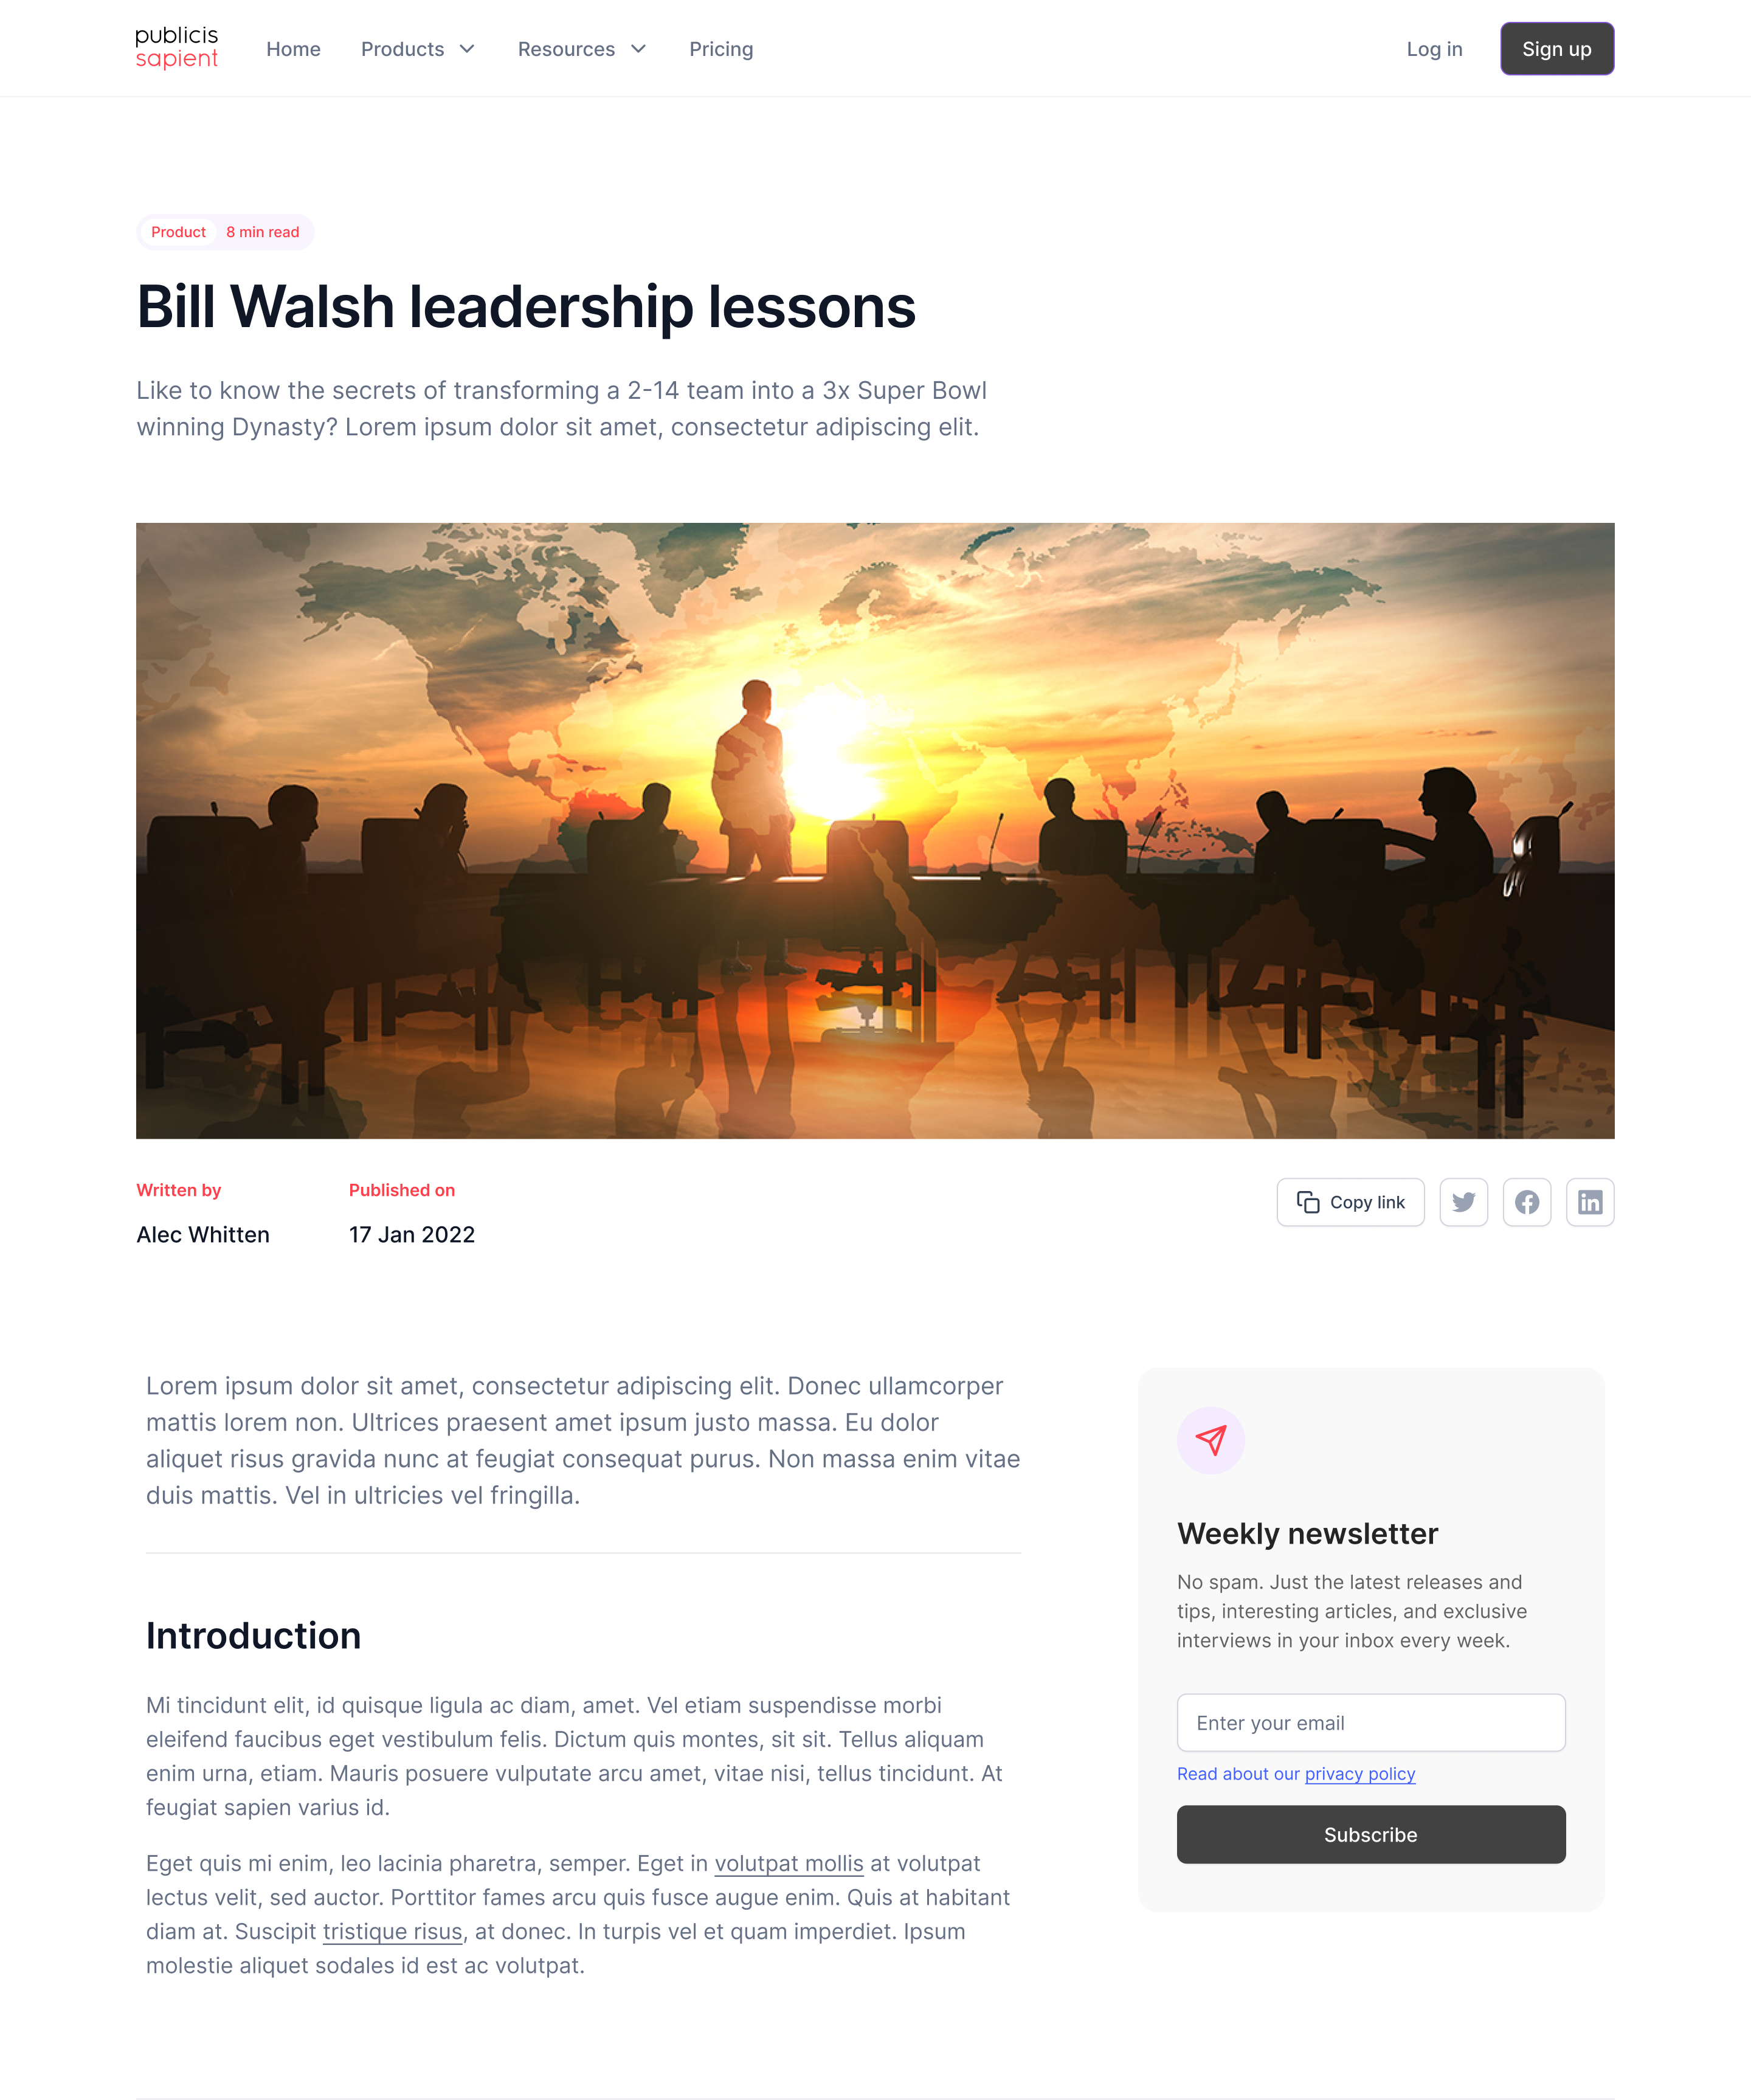 publicis
sapient
Home
Products
Resources
Pricing
Log in
Sign up
Product
8 min read
Bill Walsh leadership lessons
Like to know the secrets of transforming a 2-14 team into a 3x Super Bowl
winning Dynasty? Lorem ipsum dolor sit amet, consectetur adipiscing elit.
Written by
Published on
Alec Whitten
17 Jan 2022
Copy link
Lorem ipsum dolor sit amet, consectetur adipiscing elit. Donec ullamcorper
mattis lorem non. Ultrices praesent amet ipsum justo massa. Eu dolor
aliquet risus gravida nunc at feugiat consequat purus. Non massa enim vitae
duis mattis. Vel in ultricies vel fringilla.
Introduction
Mi tincidunt elit, id quisque ligula ac diam, amet. Vel etiam suspendisse morbi
eleifend faucibus eget vestibulum felis. Dictum quis montes, sit sit. Tellus aliquam
enim urna, etiam. Mauris posuere vulputate arcu amet, vitae nisi, tellus tincidunt. At
feugiat sapien varius id.
Eget quis mi enim, leo lacinia pharetra, semper. Eget in volutpat mollis at volutpat
lectus velit, sed auctor. Porttitor fames arcu quis fusce augue enim. Quis at habitant
diam at. Suscipit tristique risus, at donec. In turpis vel et quam imperdiet. Ipsum
molestie aliquet sodales id est ac volutpat.
Weekly newsletter
No spam. Just the latest releases and
tips, interesting articles, and exclusive
interviews in your inbox every week.
Enter your email
Read about our privacy policy
Subscribe